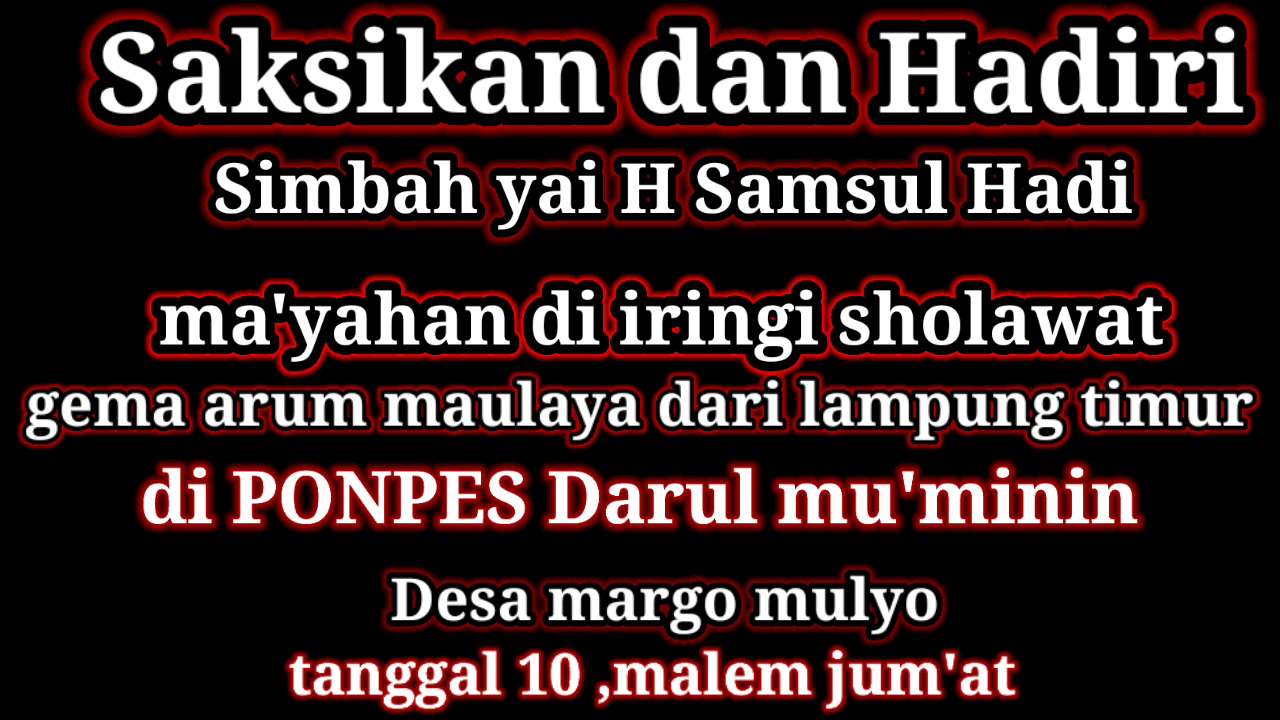 Saksikan dan Hadiri
Simbah yai H Samsul Hadi
ma'yahan di iringi sholawat
gema arum maulaya dari lampung timur
di PONPES Darul mu'minin
Desa margo mulyo
tanggal 10 ,malem jum'at